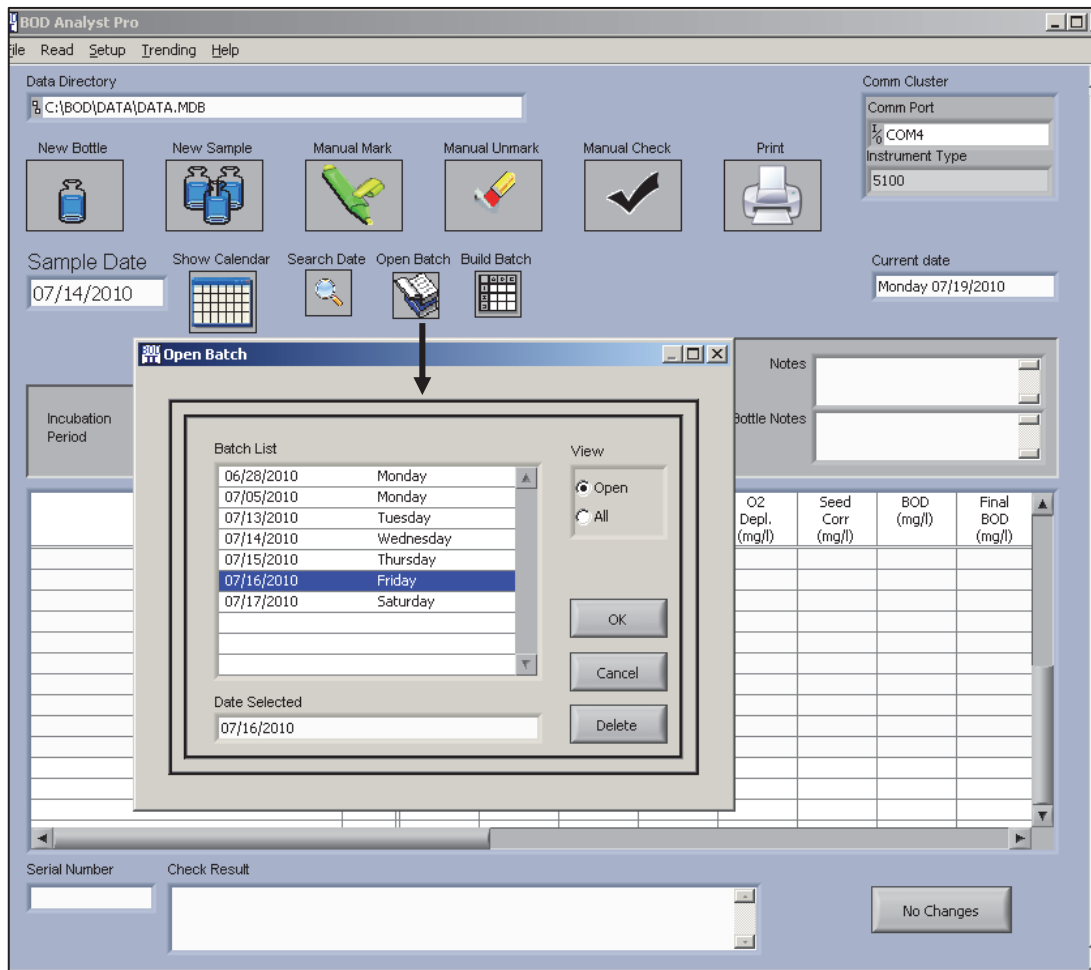 BOD Analyst Pro
File Read Setup Trending Help
Data Directory
C:\BOD\DATA\DATA.MDB
Comm Cluster
Comm Port
COM4
Instrument Type
5100
New Bottle New Sample Manual Mark Manual Unmark Manual Check Print
Sample Date Show Calendar Search Date Open Batch Build Batch
07/14/2010
Current date
Monday 07/19/2010
BOD Open Batch
Notes
Bottle Notes
Incubation
Period
Batch List
View
06/28/2010 Monday
07/05/2010 Monday
07/13/2010 Tuesday
07/14/2010 Wednesday
07/15/2010 Thursday
07/16/2010 Friday
07/17/2010 Saturday
Open
All
OK
Cancel
Delete
Date Selected
07/16/2010
O2
Depl.
(mg/l)
Seed
Corr
(mg/l)
BOD
(mg/l)
Final
BOD
(mg/l)
Serial Number Check Result
No Changes